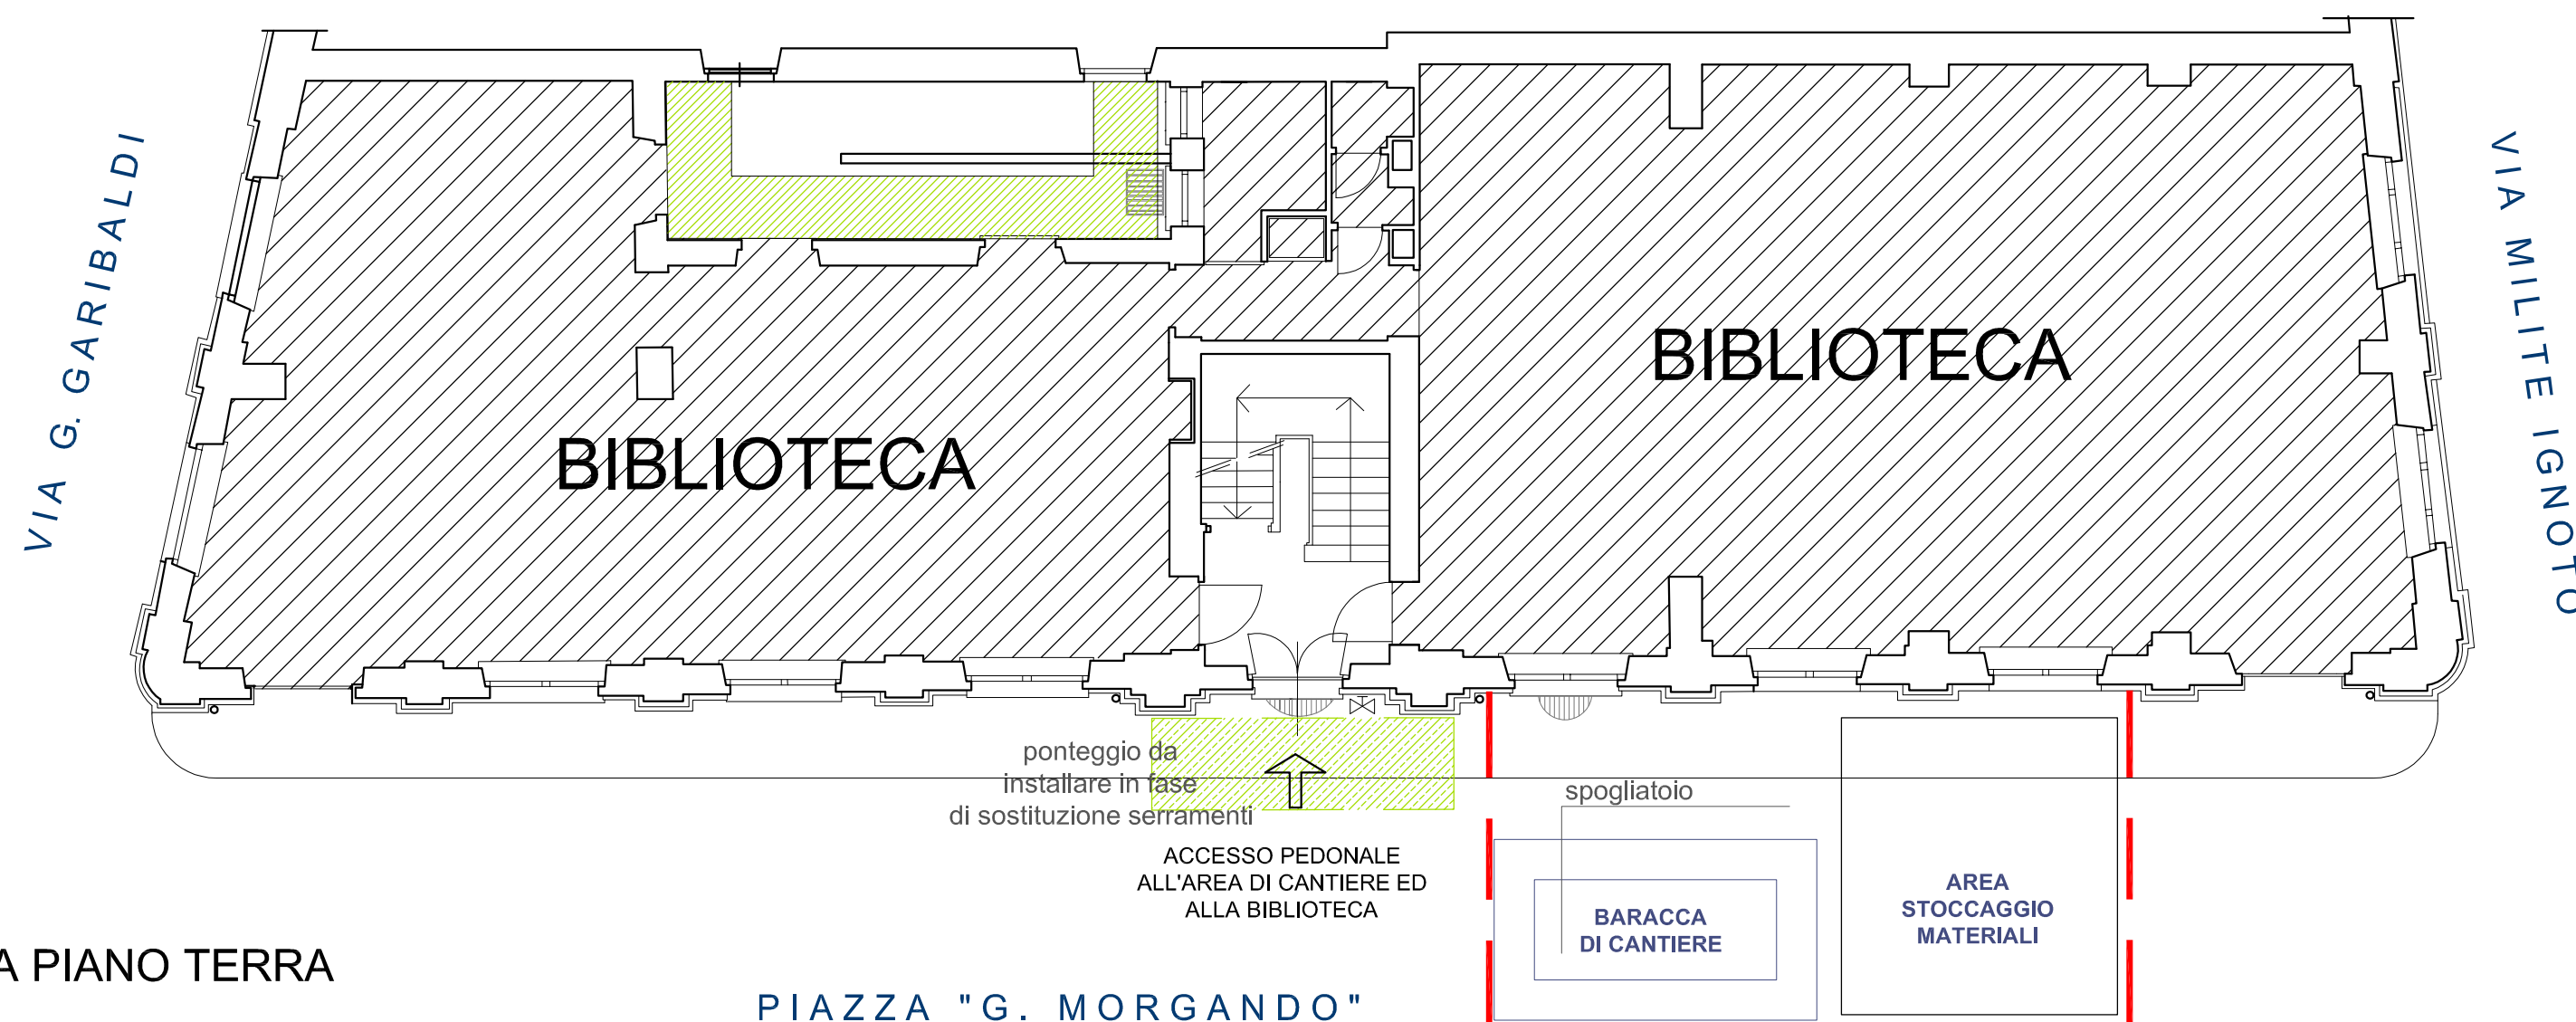 VIA G. GARIBALDI
VIA MILITE IGNOTO
BIBLIOTECA
BIBLIOTECA
ponteggio da
installare in fase
di sostituzione serramenti
spogliatoio
ACCESSO PEDONALE
ALL'AREA DI CANTIERE ED
ALLA BIBLIOTECA
BARACCA
DI CANTIERE
AREA
STOCCAGGIO
MATERIALI
A PIANO TERRA
PIAZZA "G. MORGANDO"